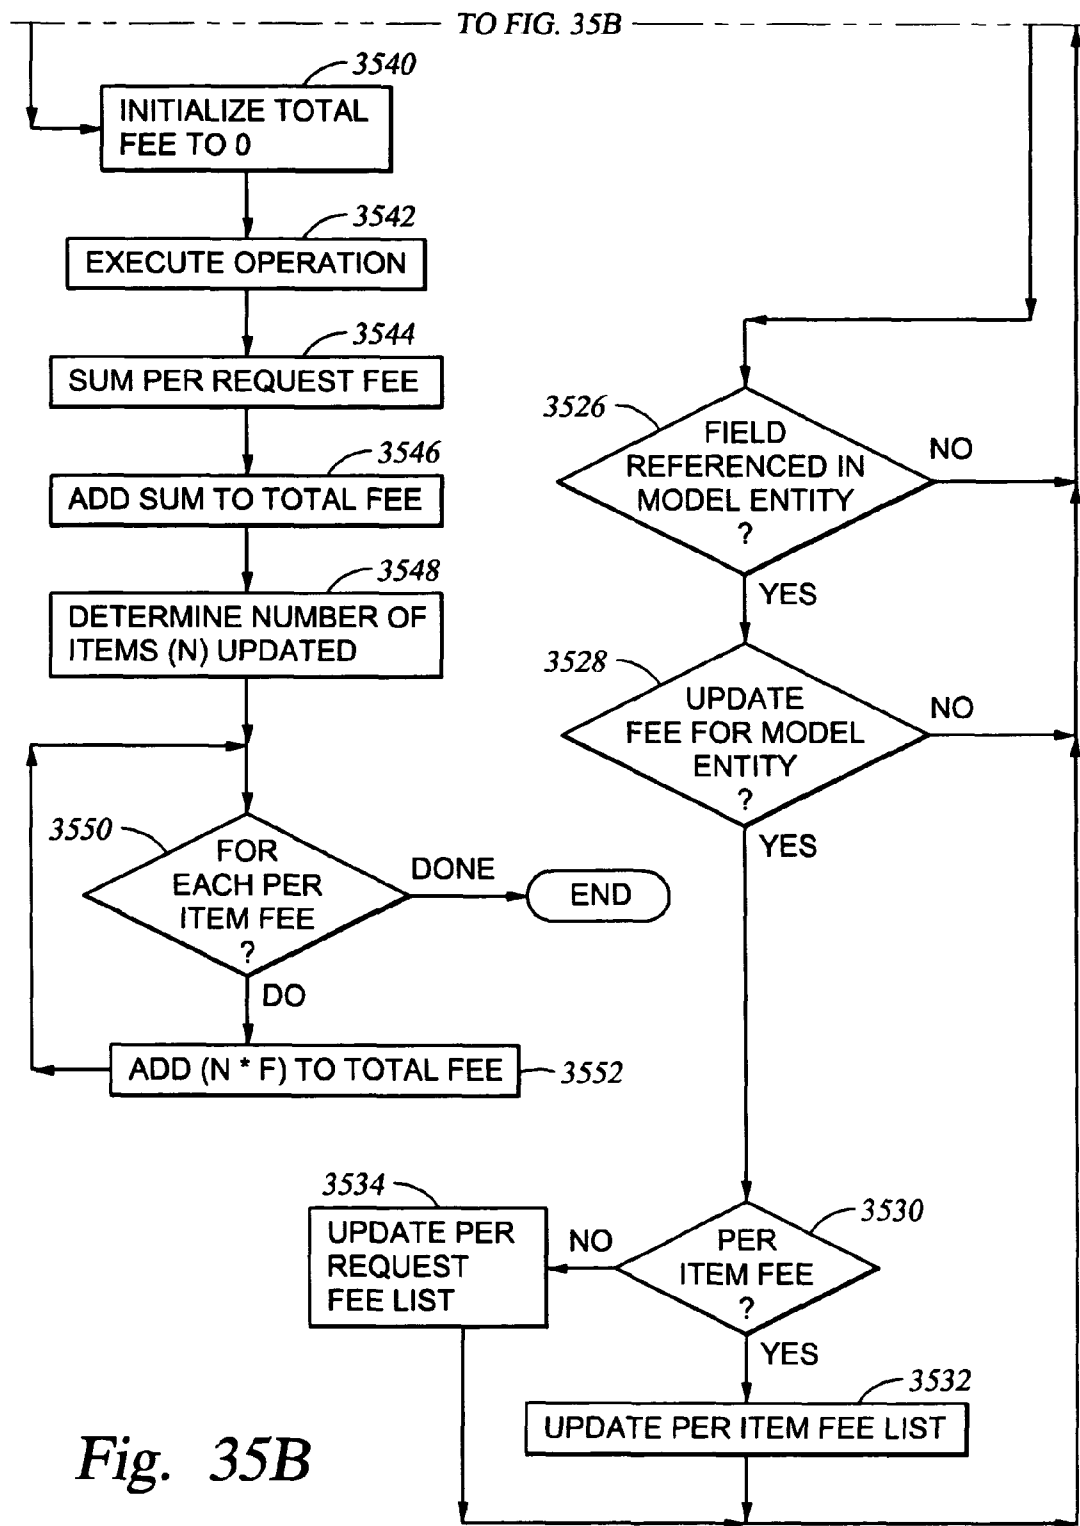 TO FIG. 35B
3540
INITIALIZE TOTAL
FEE TO 0
3542
EXECUTE OPERATION
3544
SUM PER REQUEST FEE
3546
ADD SUM TO TOTAL FEE
3548
DETERMINE NUMBER OF
ITEMS (N) UPDATED
3550
FOR
EACH PER
ITEM FEE
?
DONE
END
DO
ADD (N * F) TO TOTAL FEE
3552
3526
FIELD
REFERENCED IN
MODEL ENTITY
?
NO
YES
3528
UPDATE
FEE FOR MODEL
ENTITY
?
NO
YES
3530
PER
ITEM FEE
?
NO
3534
UPDATE PER
REQUEST
FEE LIST
YES
3532
UPDATE PER ITEM FEE LIST
Fig. 35B